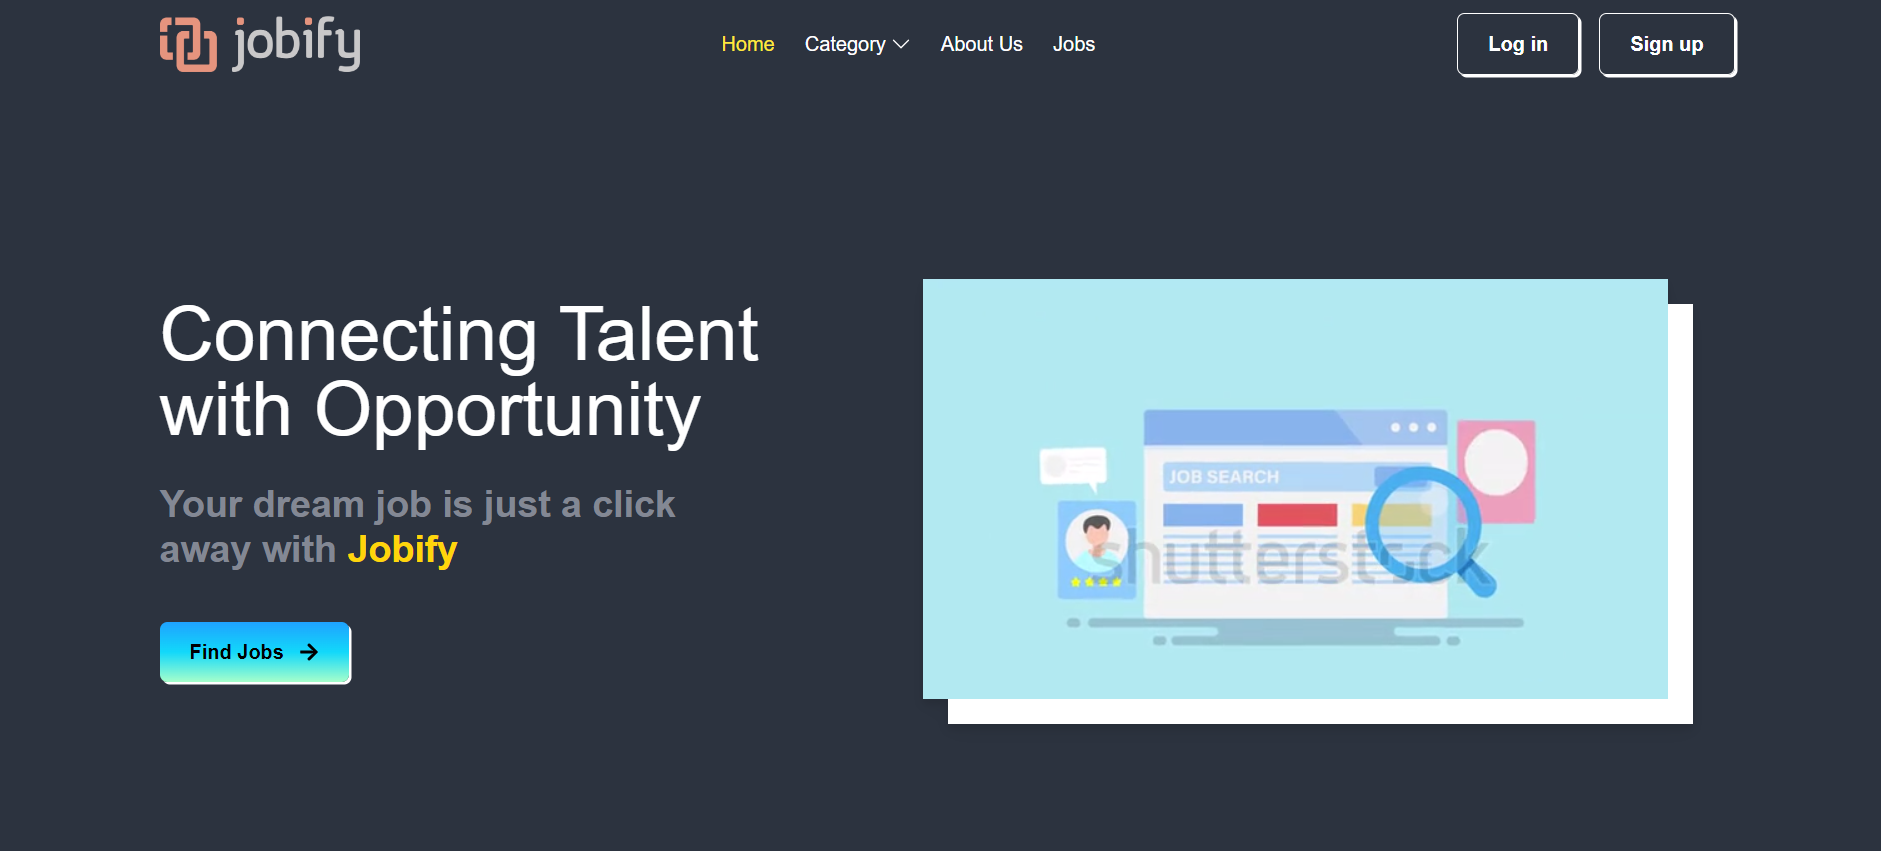 jobify
Home
Category
About Us
Jobs
Log in
Sign up
Connecting Talent
with Opportunity
Your dream job is just a click
away with Jobify
Find Jobs
JOB SEARCH
shutterstock